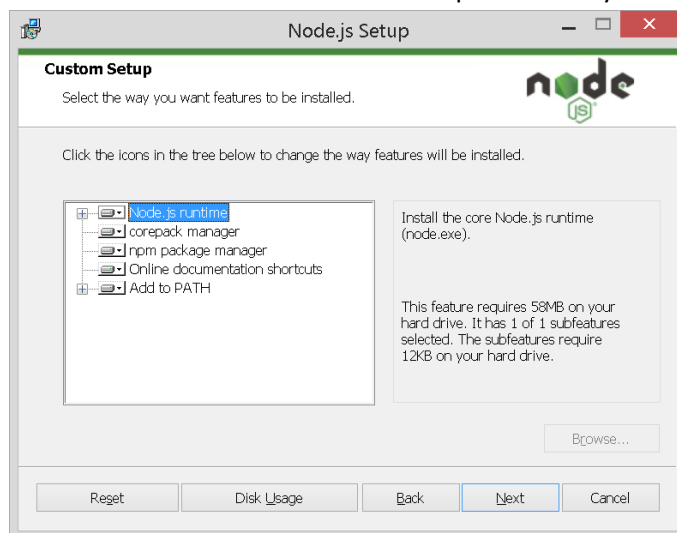 Node.js Setup
Custom Setup
Select the way you want features to be installed.
node
JS
Click the icons in the tree below to change the way features will be installed.
Node.js runtime
corepack manager
npm package manager
Online documentation shortcuts
Add to PATH
Install the core Node.js runtime
(node.exe).
This feature requires 58MB on your
hard drive. It has 1 of 1 subfeatures
selected. The subfeatures require
12KB on your hard drive.
Browse...
Reset
Disk Usage
Back
Next
Cancel